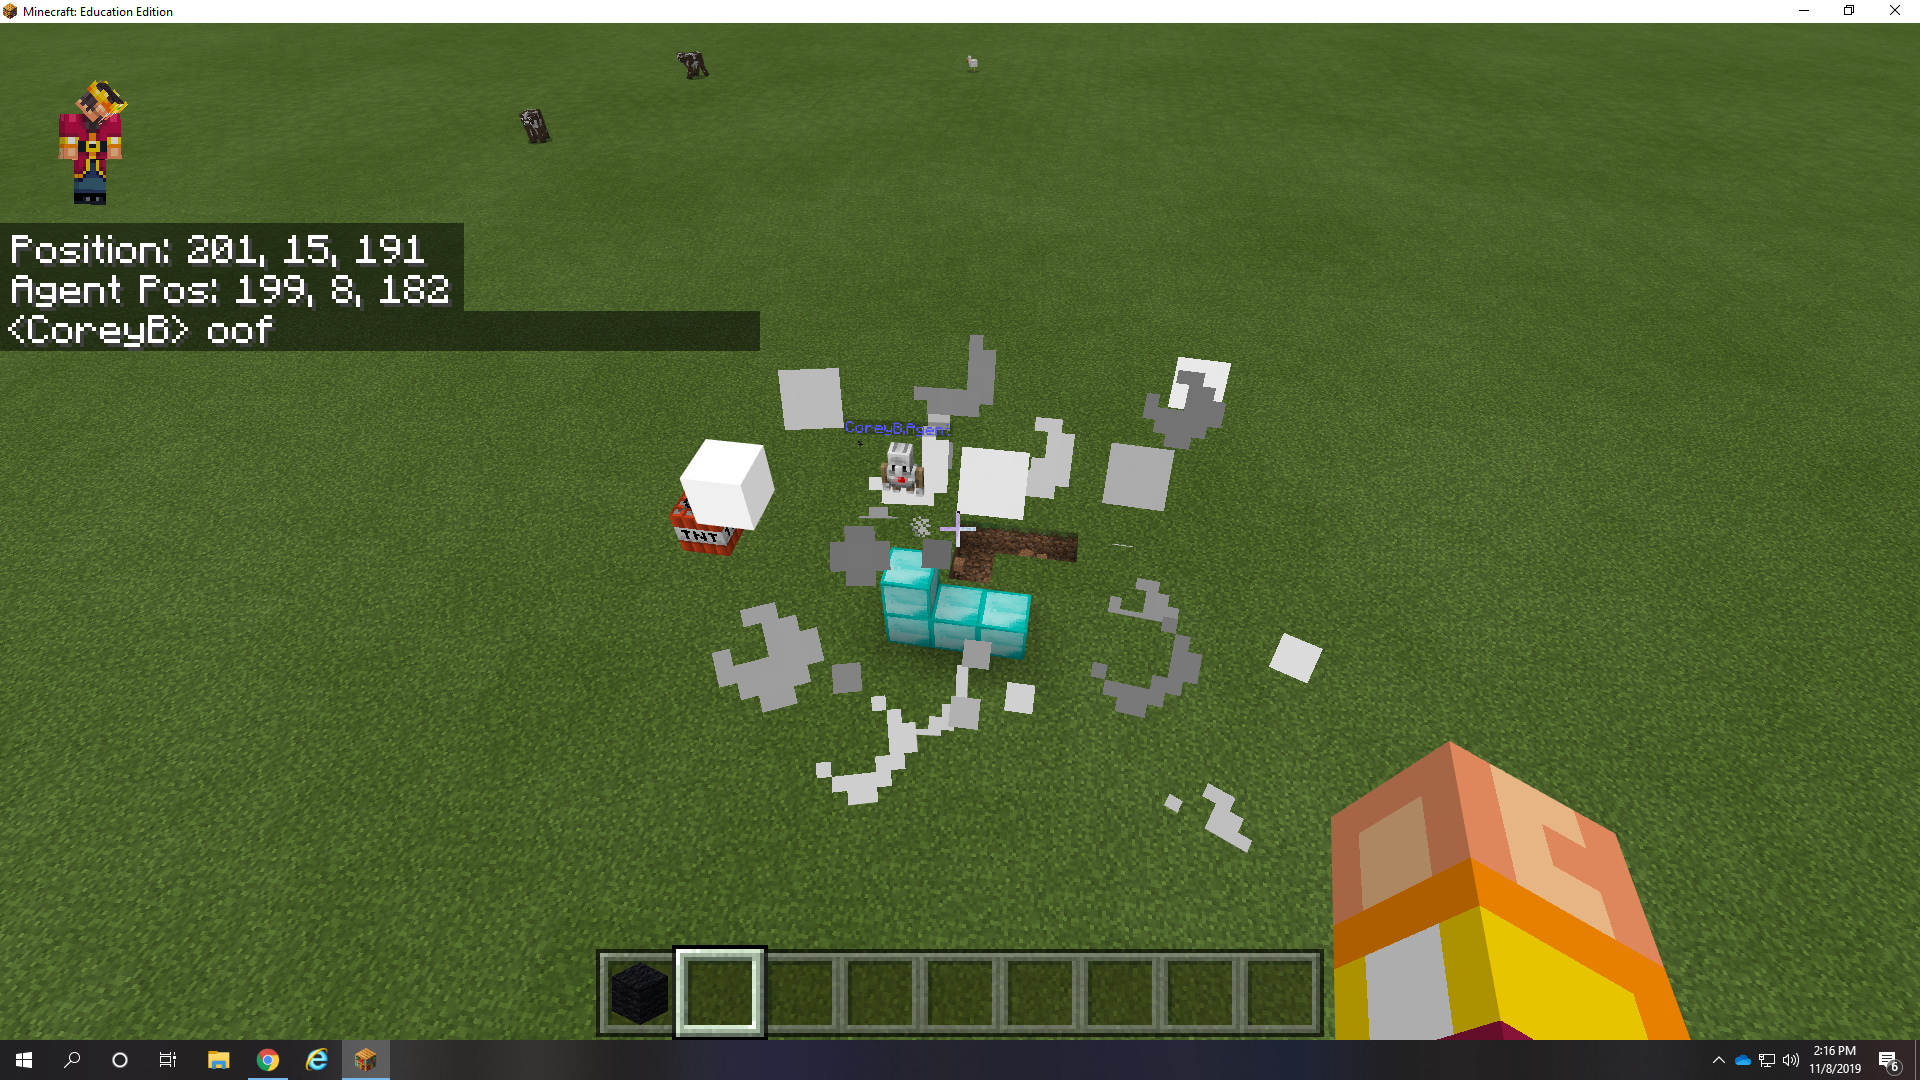 Minecraft: Education Edition
Position: 201, 15, 191
Agent Pos: 199, 8, 182
<CoreyB> oof
CoreyB.Agent
TNT
2:16 PM
11/8/2019
6